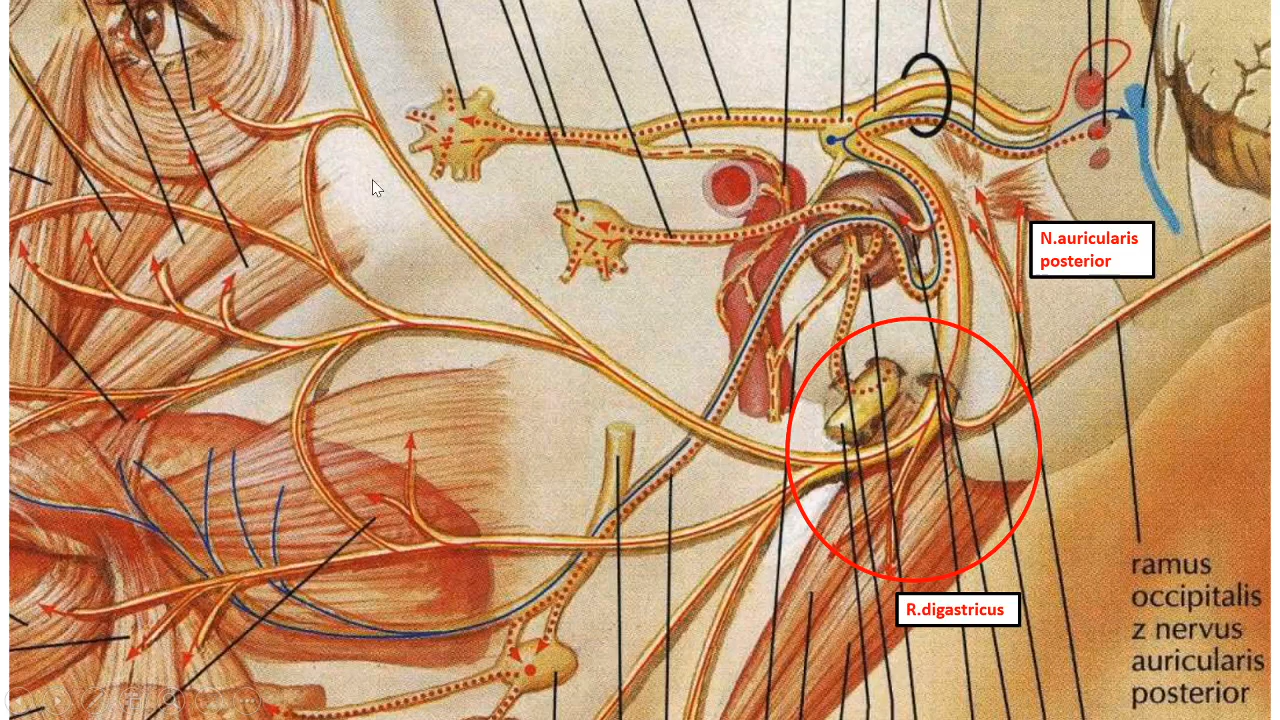 N.auricularis
posterior
R.digastricus
ramus
occipitalis
z nervus
auricularis
posterior